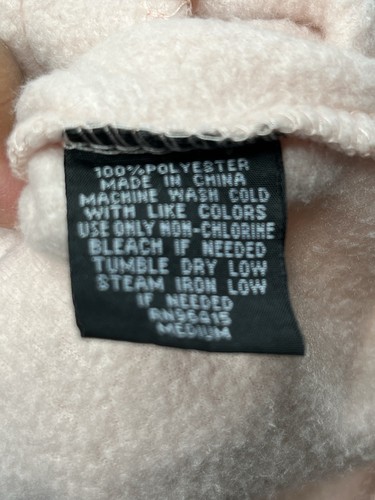 100% POLYESTER
MADE IN CHINA
MACHINE WASH COLD
WITH LIKE COLORS
USE ONLY NON-CHLORINE
BLEACH IF NEEDED
TUMBLE DRY LOW
STEAM IRON LOW
IF NEEDED
RN96415
MEDIUM